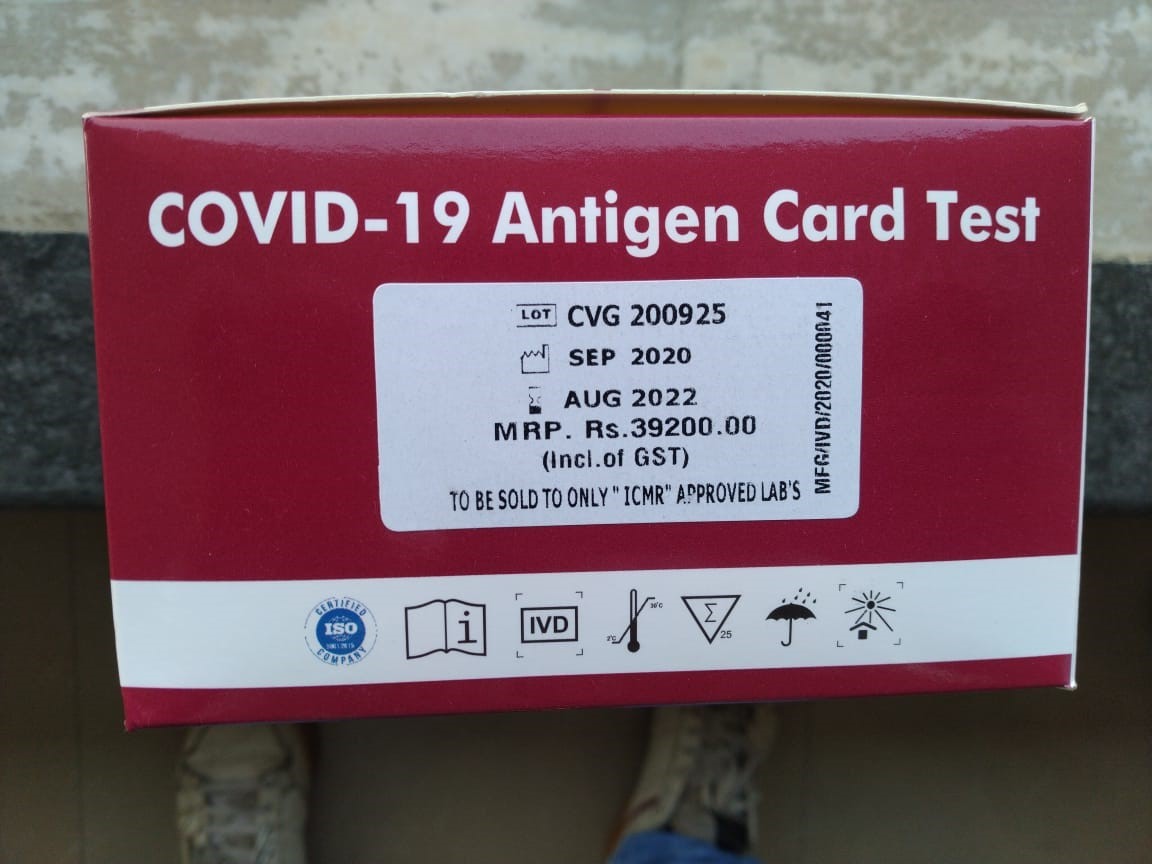 COVID-19 Antigen Card Test
LOT CVG 200925
SEP 2020
AUG 2022
MRP. Rs.39200.00
(Incl.of GST)
TO BE SOLD TO ONLY "ICMR" APPROVED LAB'S
MFG/IVD/2020/000041
CERTIFIED
ISO
COMPANY
i
IVD
2°C
30°C
Σ
25